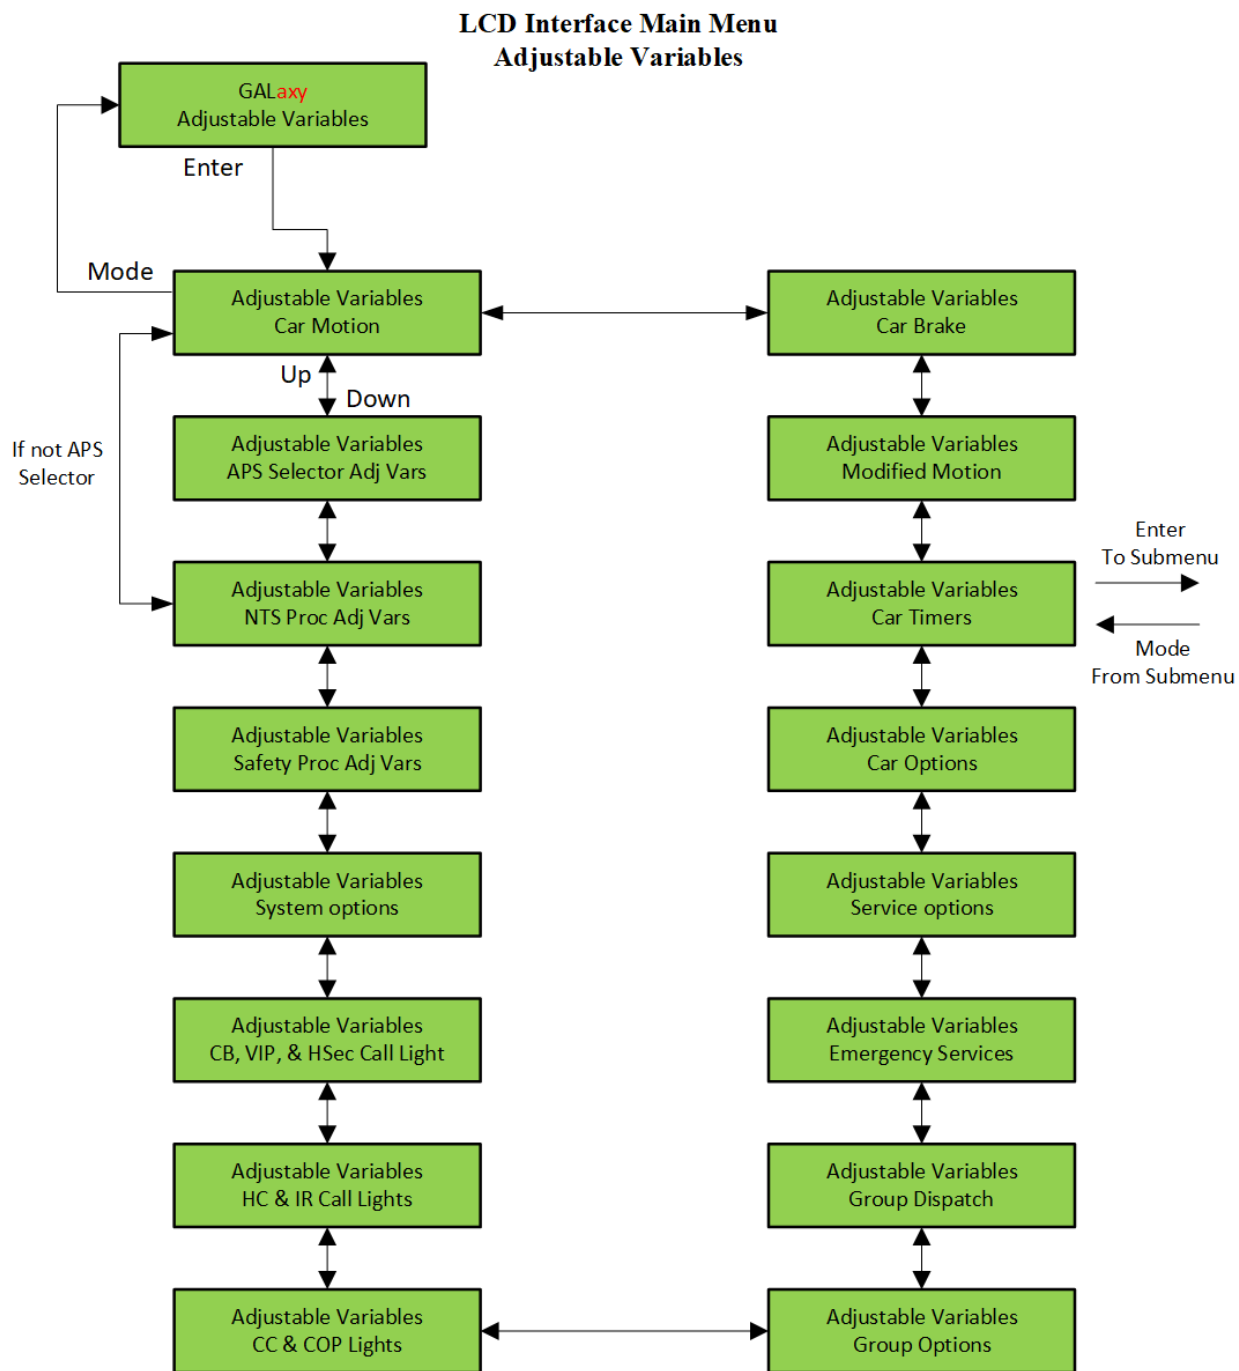 LCD Interface Main Menu
Adjustable Variables
GALaxy
Adjustable Variables
Enter
Mode
Adjustable Variables
Car Motion
Adjustable Variables
Car Brake
Up
Down
If not APS
Selector
Adjustable Variables
APS Selector Adj Vars
Adjustable Variables
Modified Motion
Adjustable Variables
NTS Proc Adj Vars
Adjustable Variables
Car Timers
Enter
To Submenu
Mode
From Submenu
Adjustable Variables
Safety Proc Adj Vars
Adjustable Variables
Car Options
Adjustable Variables
System options
Adjustable Variables
Service options
Adjustable Variables
CB, VIP, & HSec Call Light
Adjustable Variables
Emergency Services
Adjustable Variables
HC & IR Call Lights
Adjustable Variables
Group Dispatch
Adjustable Variables
CC & COP Lights
Adjustable Variables
Group Options